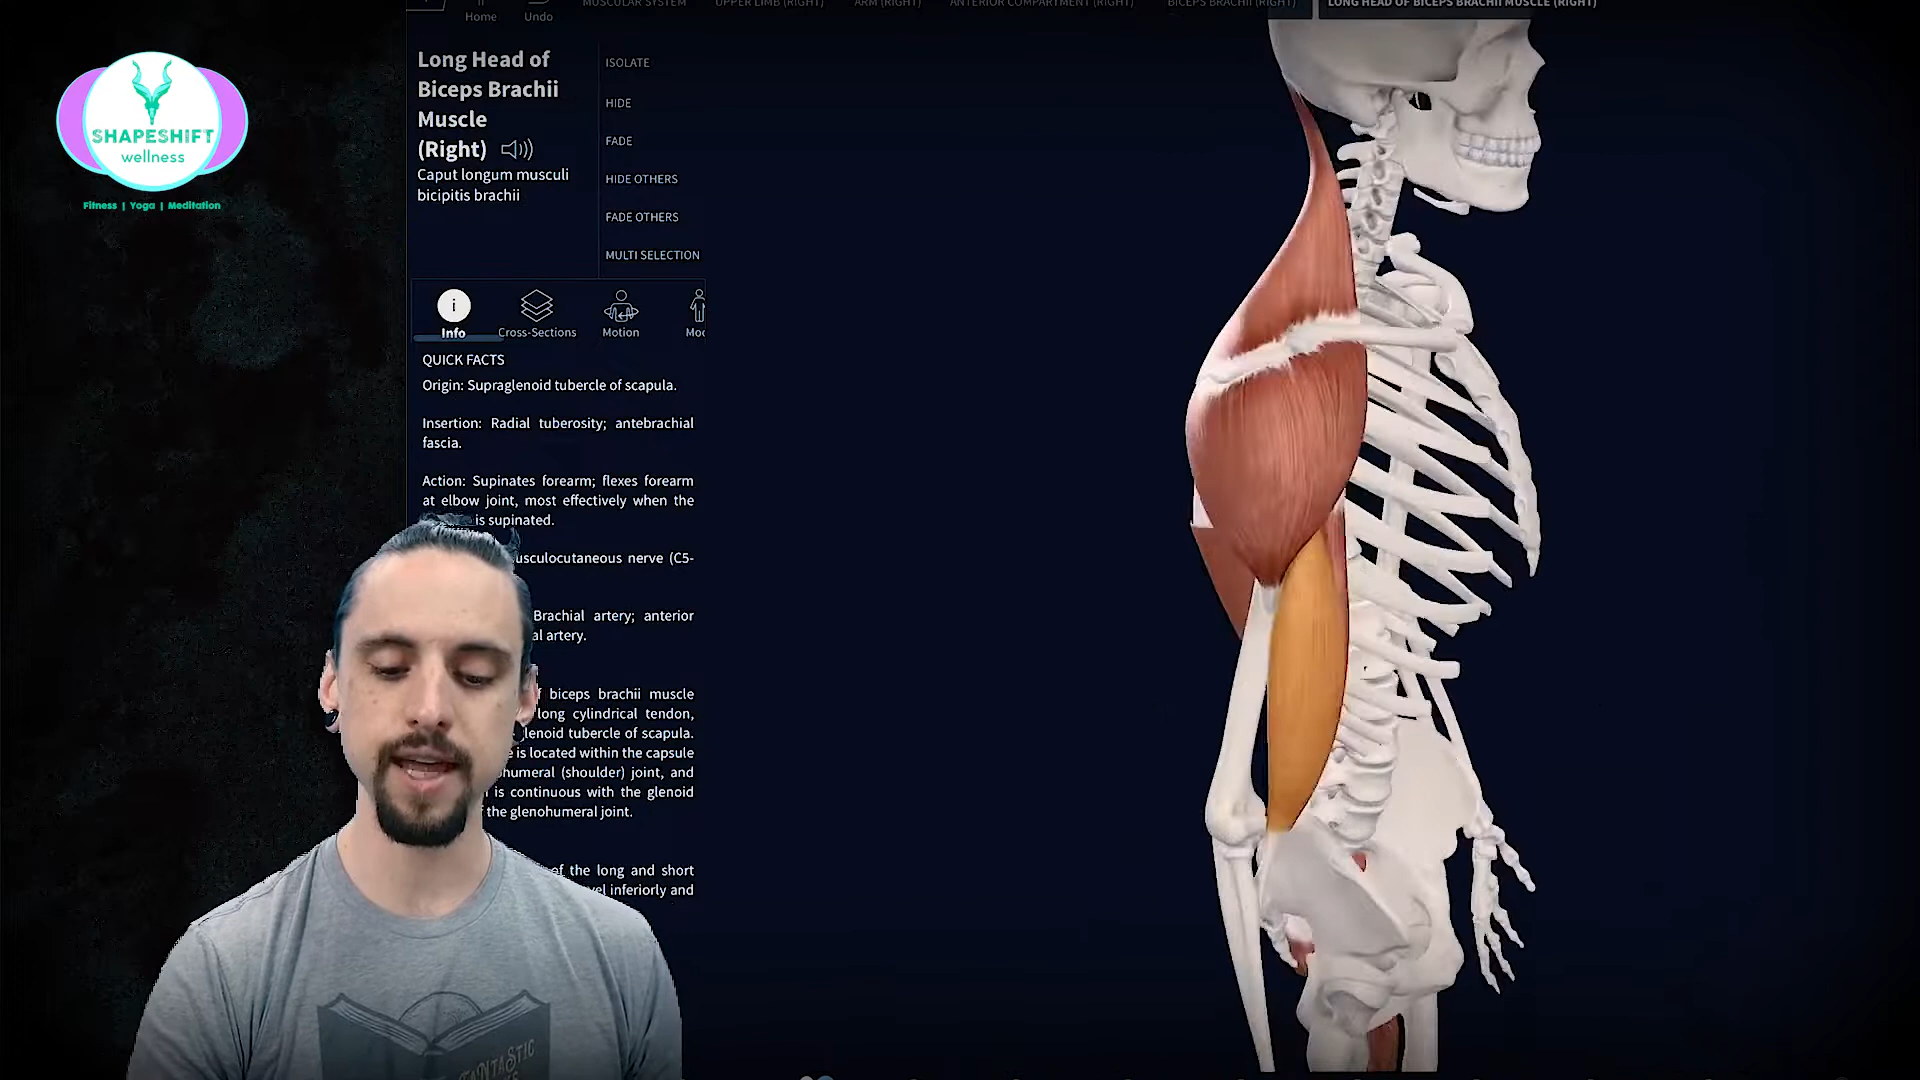 Home
Undo
MUSCULAR SYSTEM
UPPER LIMB (RIGHT)
ARM (RIGHT)
ANTERIOR COMPARTMENT (RIGHT)
BICEPS BRACHII (RIGHT)
LONG HEAD OF BICEPS BRACHII MUSCLE (RIGHT)
SHAPESHIFT
wellness
Fitness | Yoga | Meditation
Long Head of
Biceps Brachii
Muscle
(Right)
Caput longum musculi
bicipitis brachii
ISOLATE
HIDE
FADE
HIDE OTHERS
FADE OTHERS
MULTI SELECTION
i
Info
Cross-Sections
Motion
QUICK FACTS
Origin: Supraglenoid tubercle of scapula.
Insertion: Radial tuberosity; antebrachial
fascia.
Action: Supinates forearm; flexes forearm
at elbow joint, most effectively when the
is supinated.
usculocutaneous nerve (C5-
Brachial artery; anterior
al artery.
f biceps brachii muscle
long cylindrical tendon,
lenoid tubercle of scapula.
is located within the capsule
humeral (shoulder) joint, and
is continuous with the glenoid
the glenohumeral joint.
of the long and short
vel inferiorly and
FANTASTIC